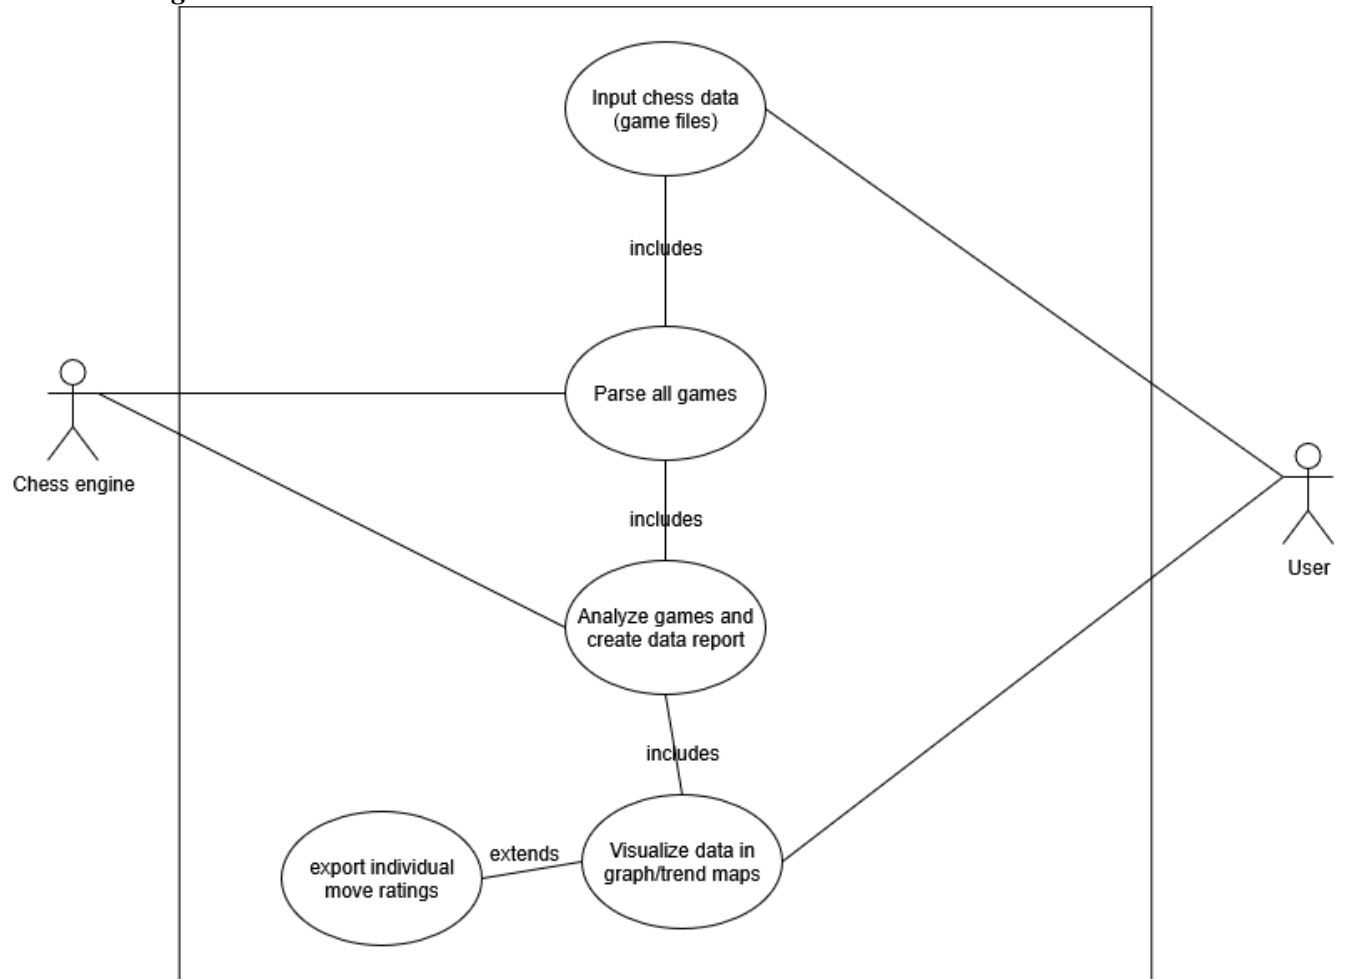 Input chess data
(game files)
includes
Parse all games
Chess engine
includes
User
Analyze games and
create data report
includes
extends
Visualize data in
graph/trend maps
export individual
move ratings